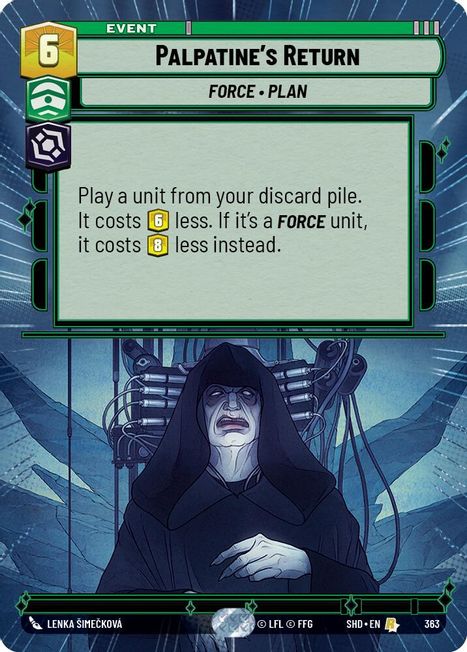 6
EVENT
PALPATINE'S RETURN
FORCE • PLAN
Play a unit from your discard pile.
It costs 6 less. If it's a FORCE unit,
it costs 8 less instead.
LENKA ŠIMEČKOVÁ © LFL © FFG SHD • EN R 363